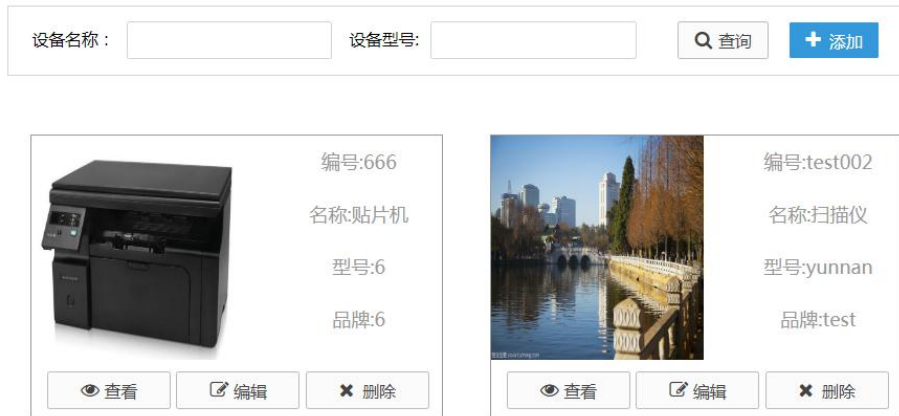 设备名称： 设备型号: 查询 添加
编号:666
名称:贴片机
型号:6
品牌:6
查看 编辑 删除
编号:test002
名称:扫描仪
型号:yunnan
品牌:test
查看 编辑 删除